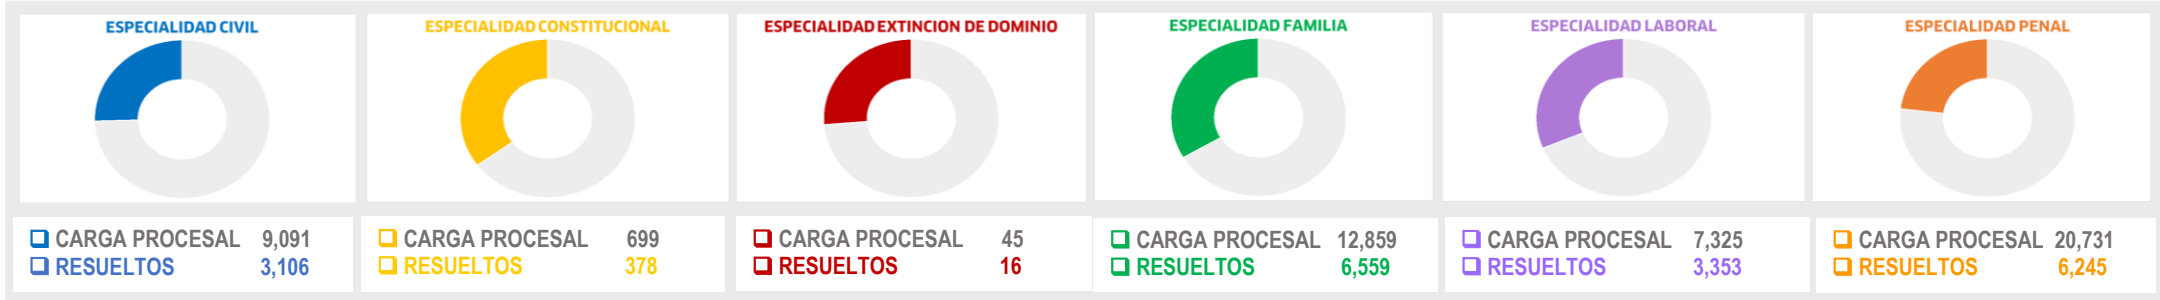 ESPECIALIDAD CIVIL
CARGA PROCESAL 9,091
RESUELTOS 3,106
ESPECIALIDAD CONSTITUCIONAL
CARGA PROCESAL 699
RESUELTOS 378
ESPECIALIDAD EXTINCION DE DOMINIO
CARGA PROCESAL 45
RESUELTOS 16
ESPECIALIDAD FAMILIA
CARGA PROCESAL 12,859
RESUELTOS 6,559
ESPECIALIDAD LABORAL
CARGA PROCESAL 7,325
RESUELTOS 3,353
ESPECIALIDAD PENAL
CARGA PROCESAL 20,731
RESUELTOS 6,245